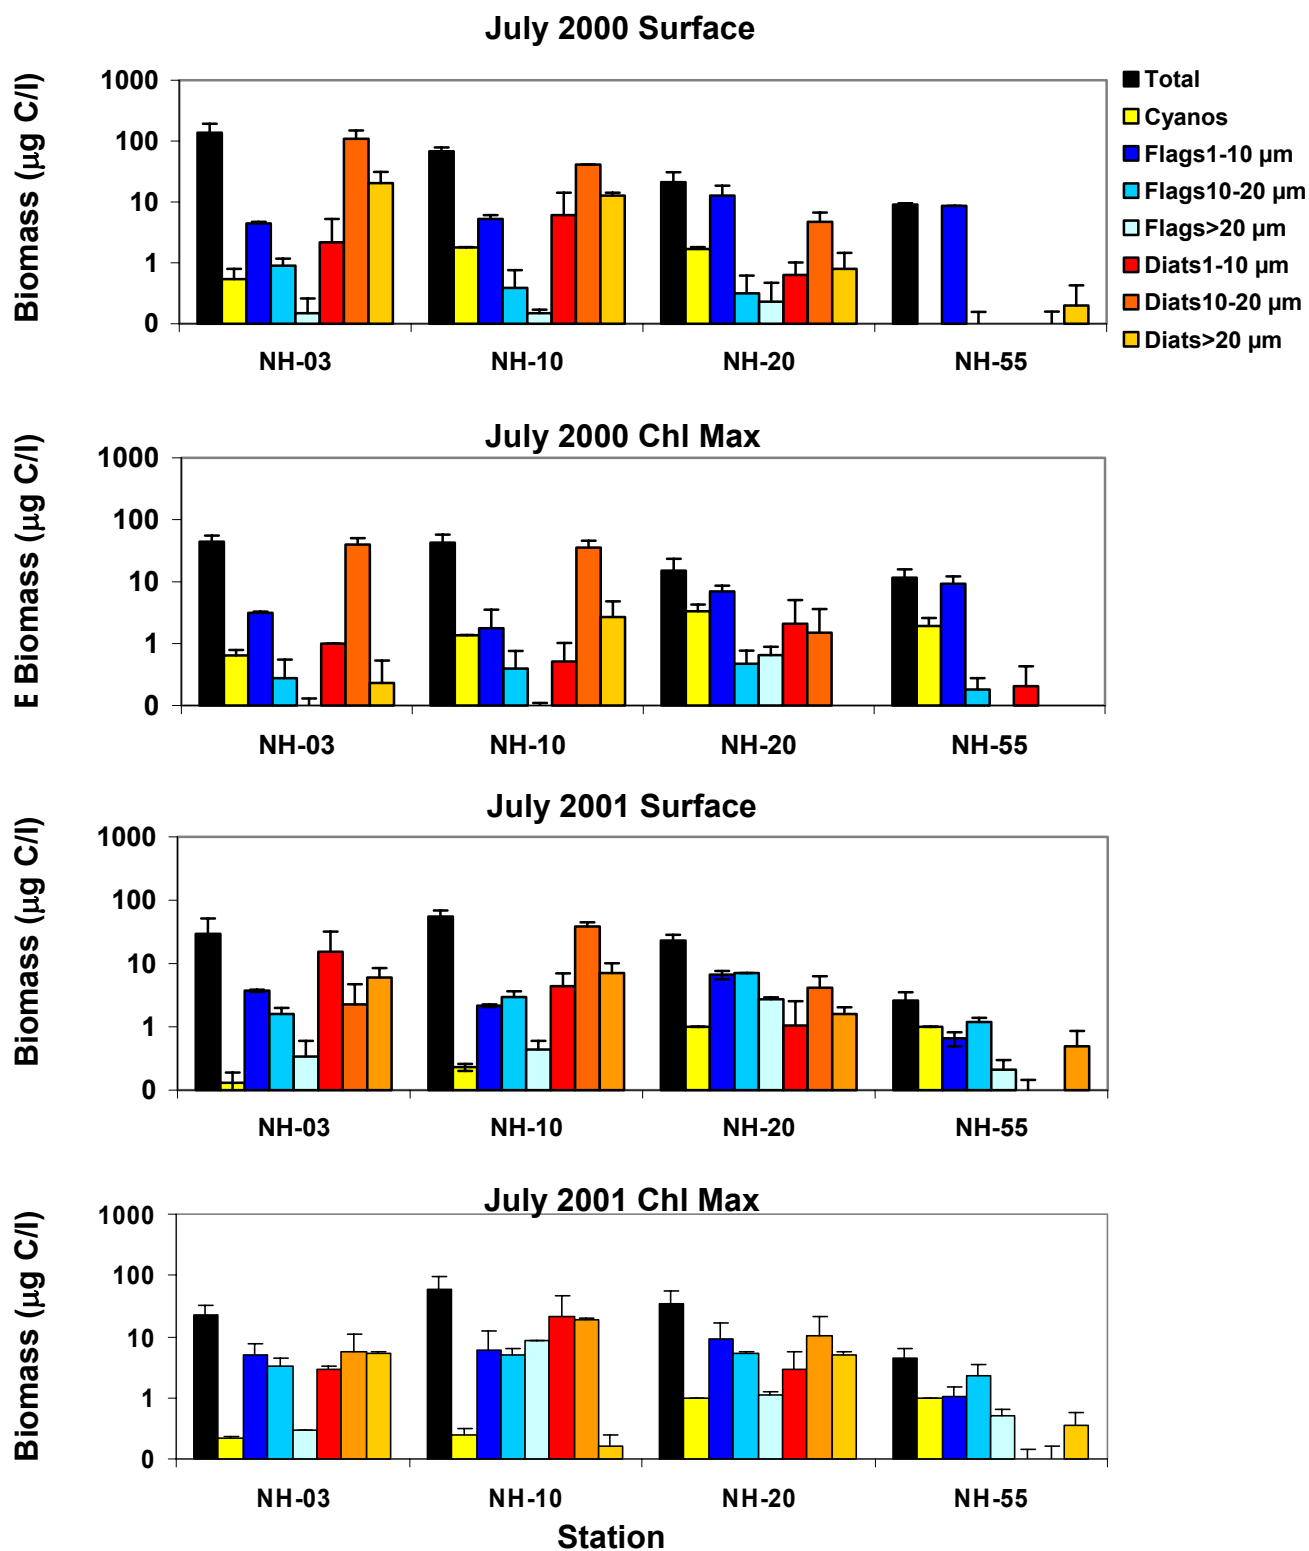 July 2000 Surface
Biomass (µg C/l)
1000
100
10
1
0
NH-03 NH-10 NH-20 NH-55
Total
Cyanos
Flags1-10 µm
Flags10-20 µm
Flags>20 µm
Diats1-10 µm
Diats10-20 µm
Diats>20 µm
July 2000 Chl Max
E Biomass (µg C/l)
1000
100
10
1
0
NH-03 NH-10 NH-20 NH-55
July 2001 Surface
Biomass (µg C/l)
1000
100
10
1
0
NH-03 NH-10 NH-20 NH-55
July 2001 Chl Max
Biomass (µg C/l)
1000
100
10
1
0
NH-03 NH-10 NH-20 NH-55
Station